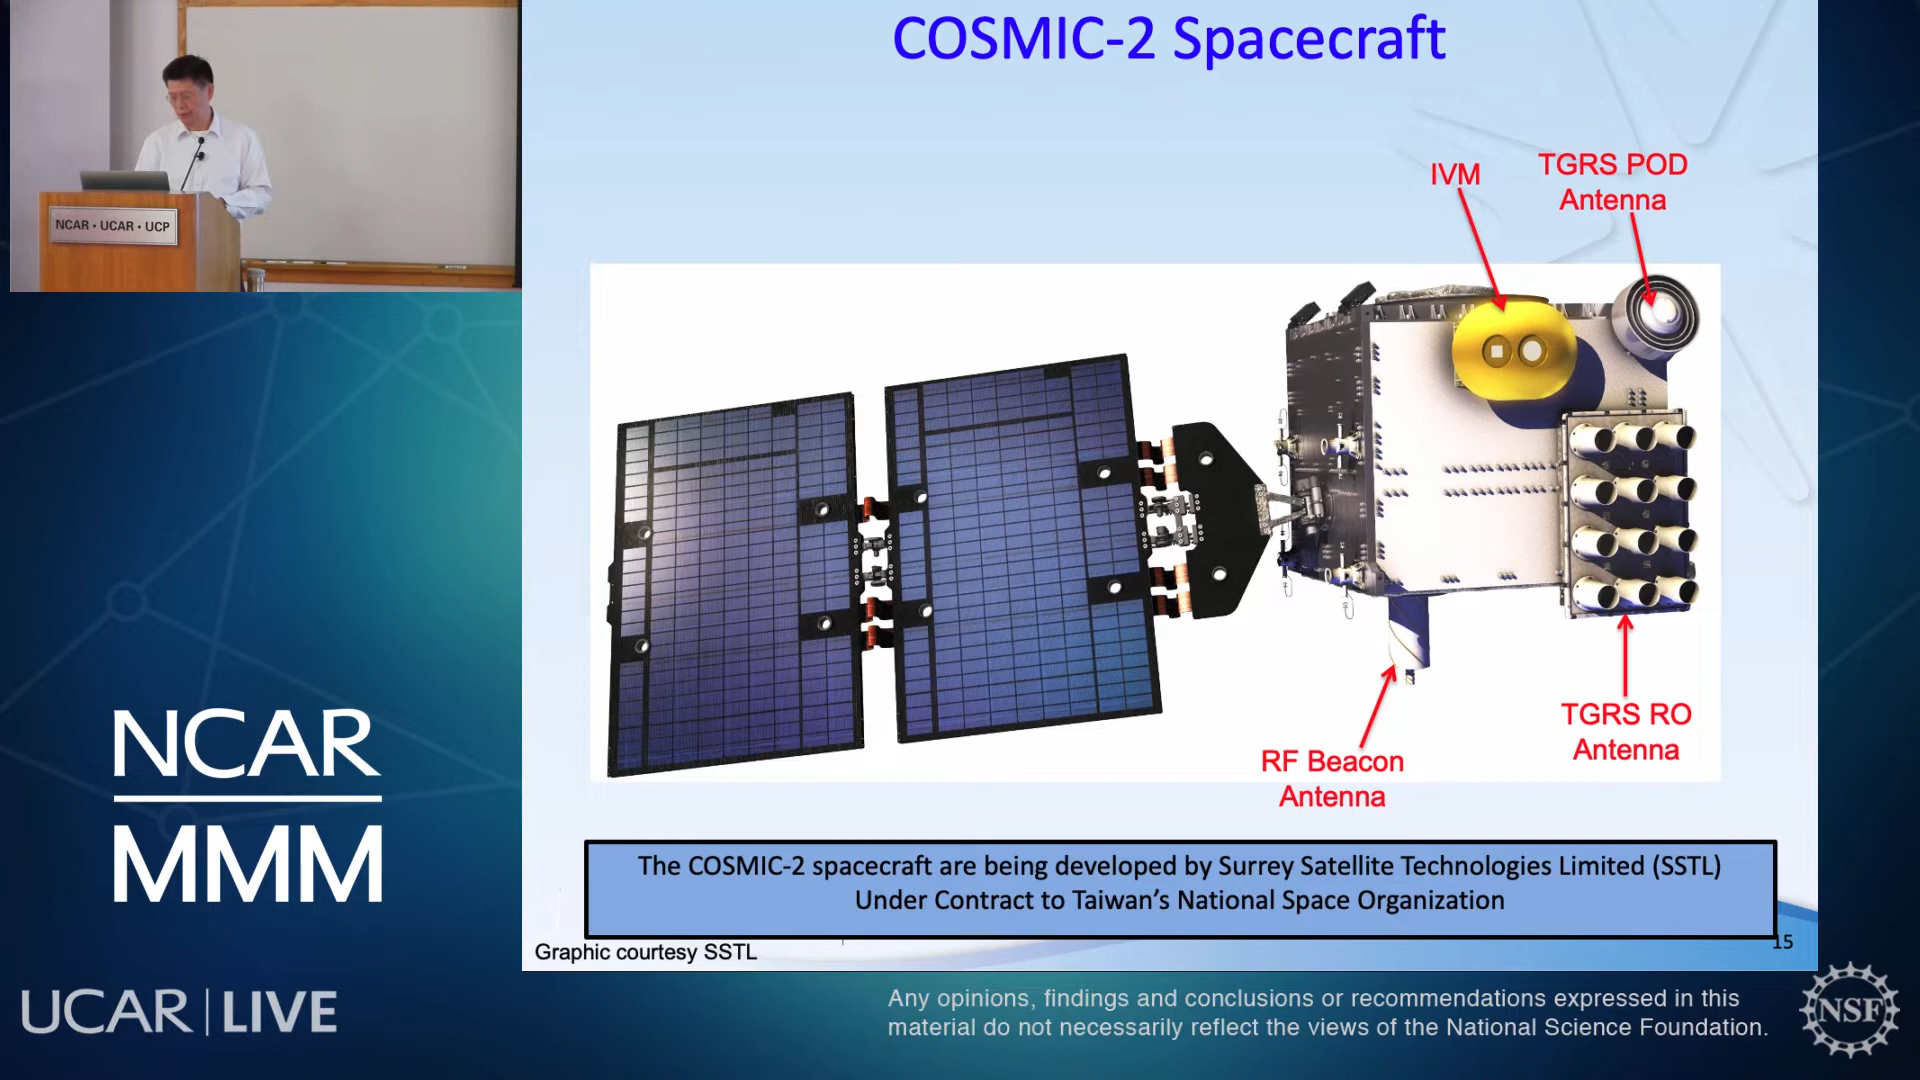 COSMIC-2 Spacecraft
IVM
TGRS POD
Antenna
NCAR • UCAR • UCP
TGRS RO
Antenna
RF Beacon
Antenna
The COSMIC-2 spacecraft are being developed by Surrey Satellite Technologies Limited (SSTL)
Under Contract to Taiwan's National Space Organization
Graphic courtesy SSTL
15
NCAR
MMM
UCAR | LIVE
Any opinions, findings and conclusions or recommendations expressed in this
material do not necessarily reflect the views of the National Science Foundation.
NSF